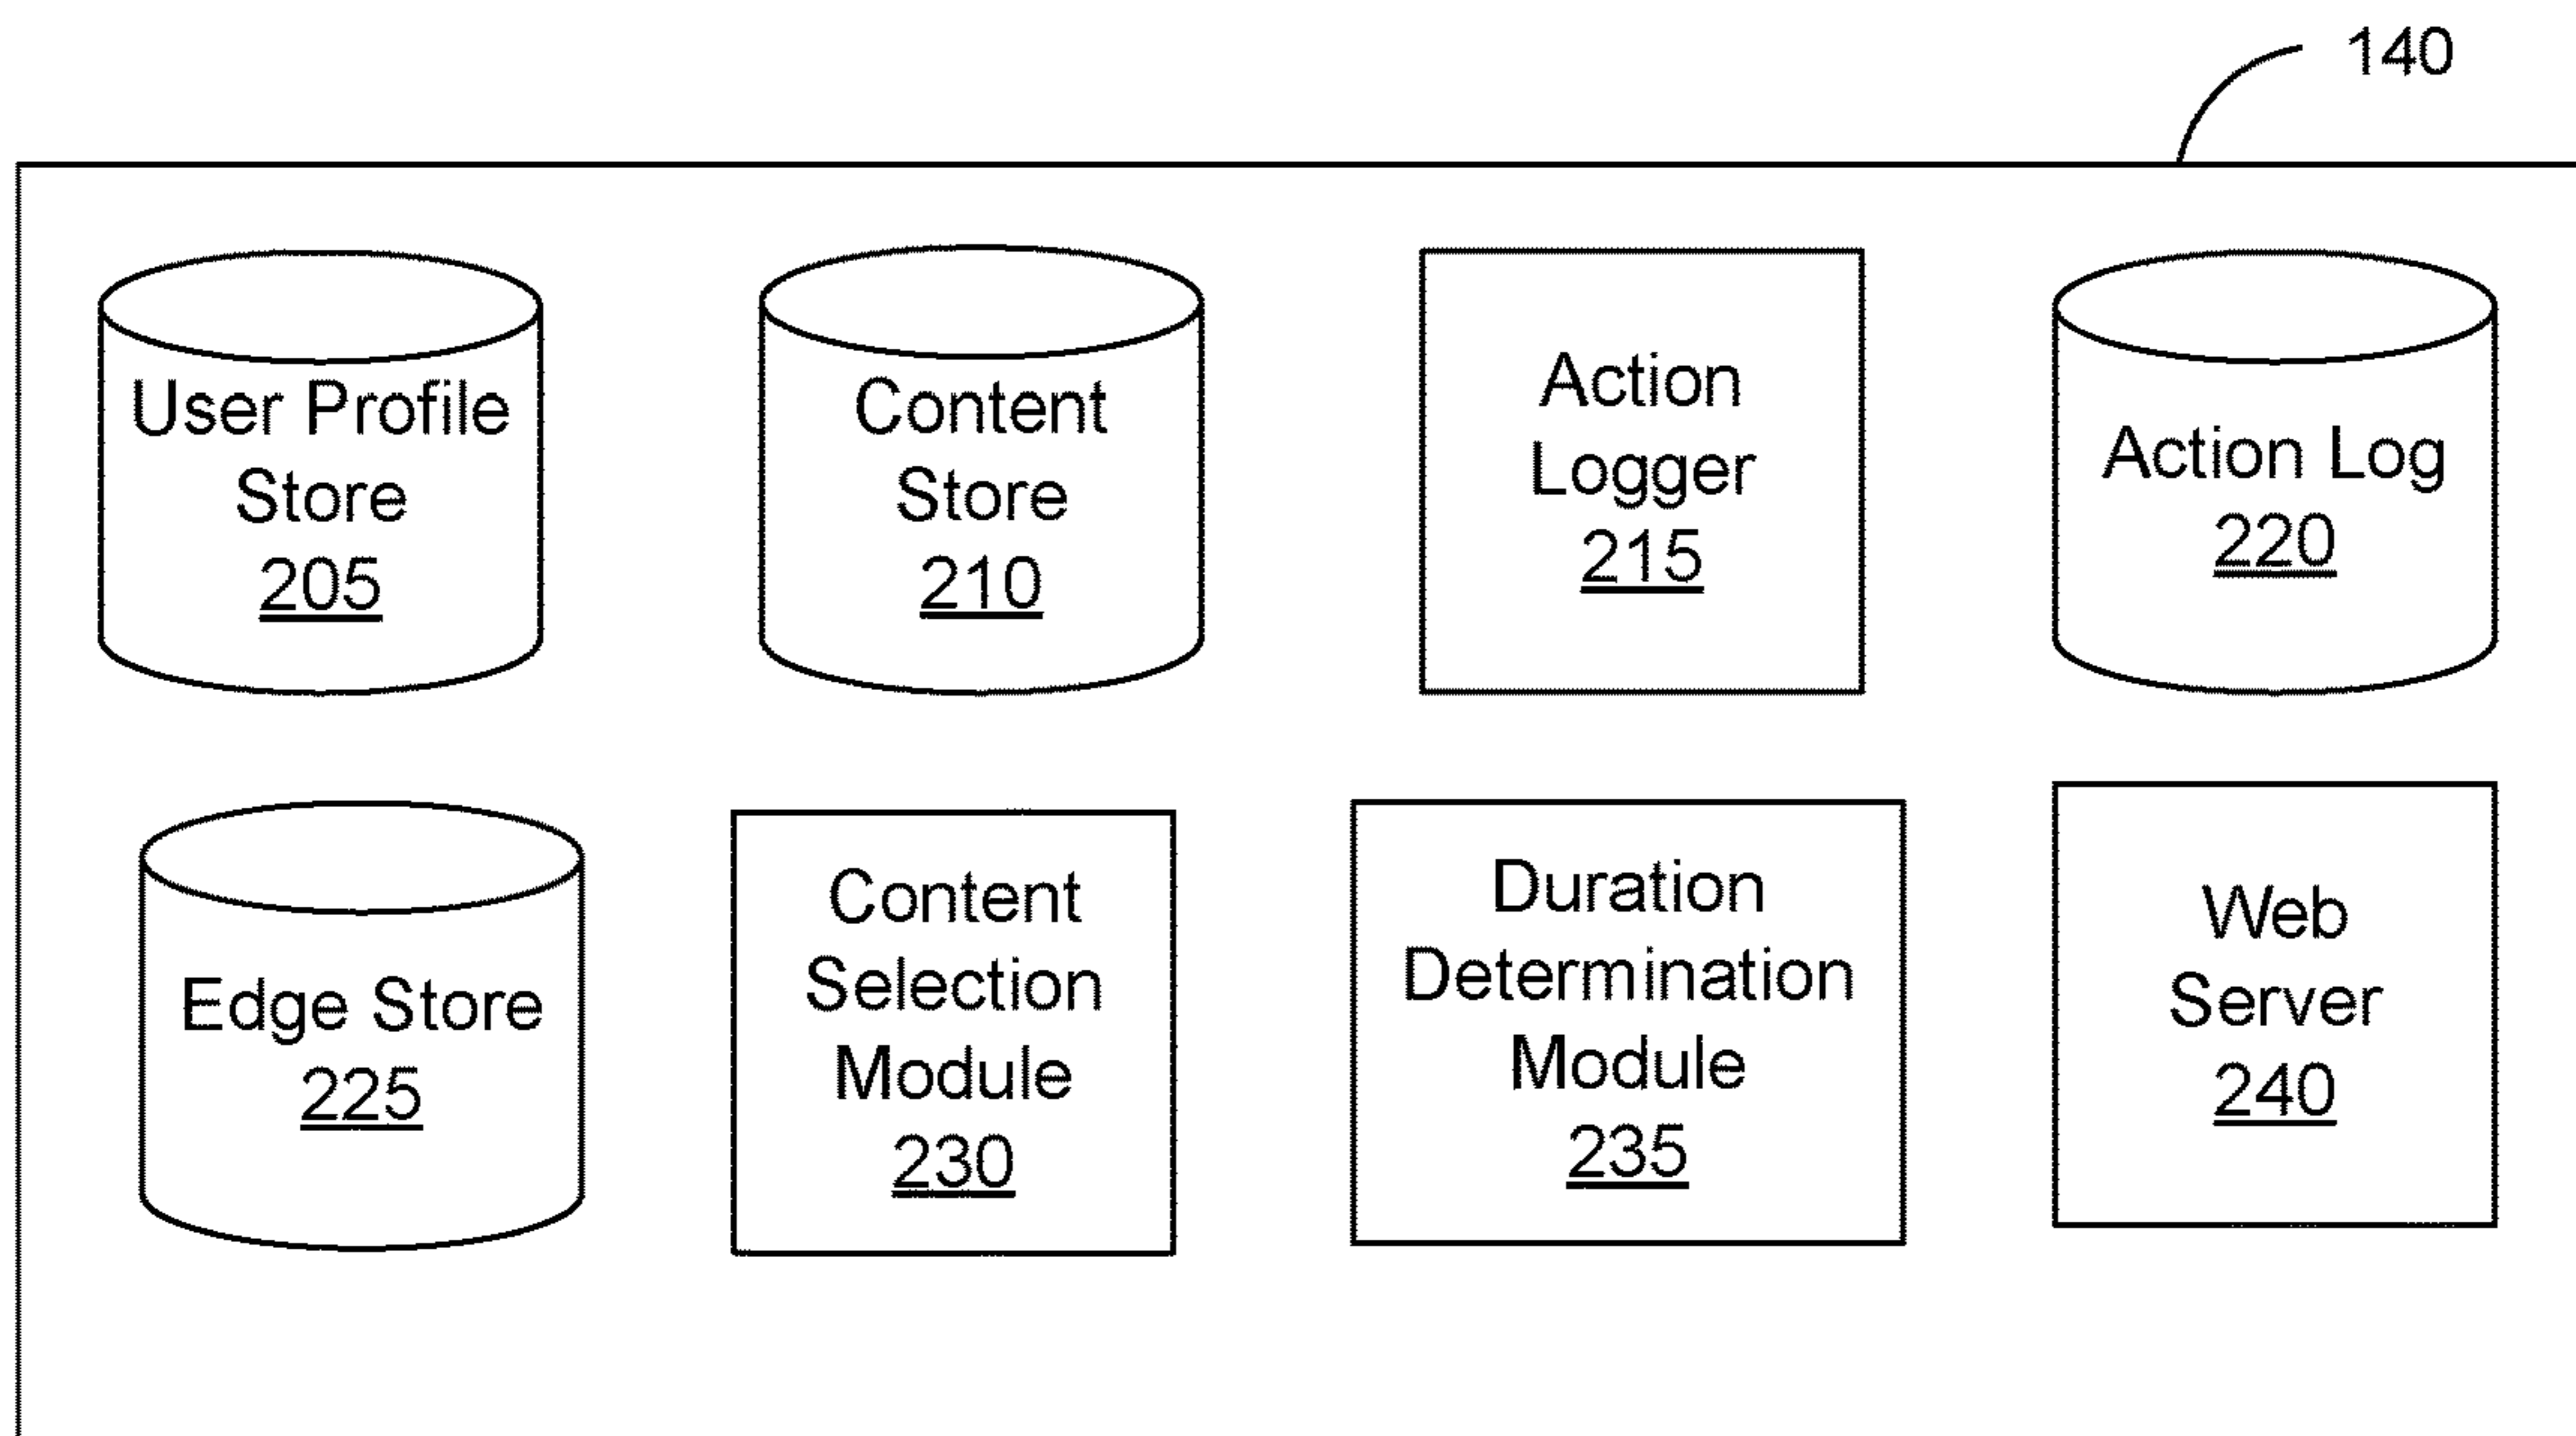 140
User Profile
Store
205
Content
Store
210
Action
Logger
215
Action Log
220
Edge Store
225
Content
Selection
Module
230
Duration
Determination
Module
235
Web
Server
240